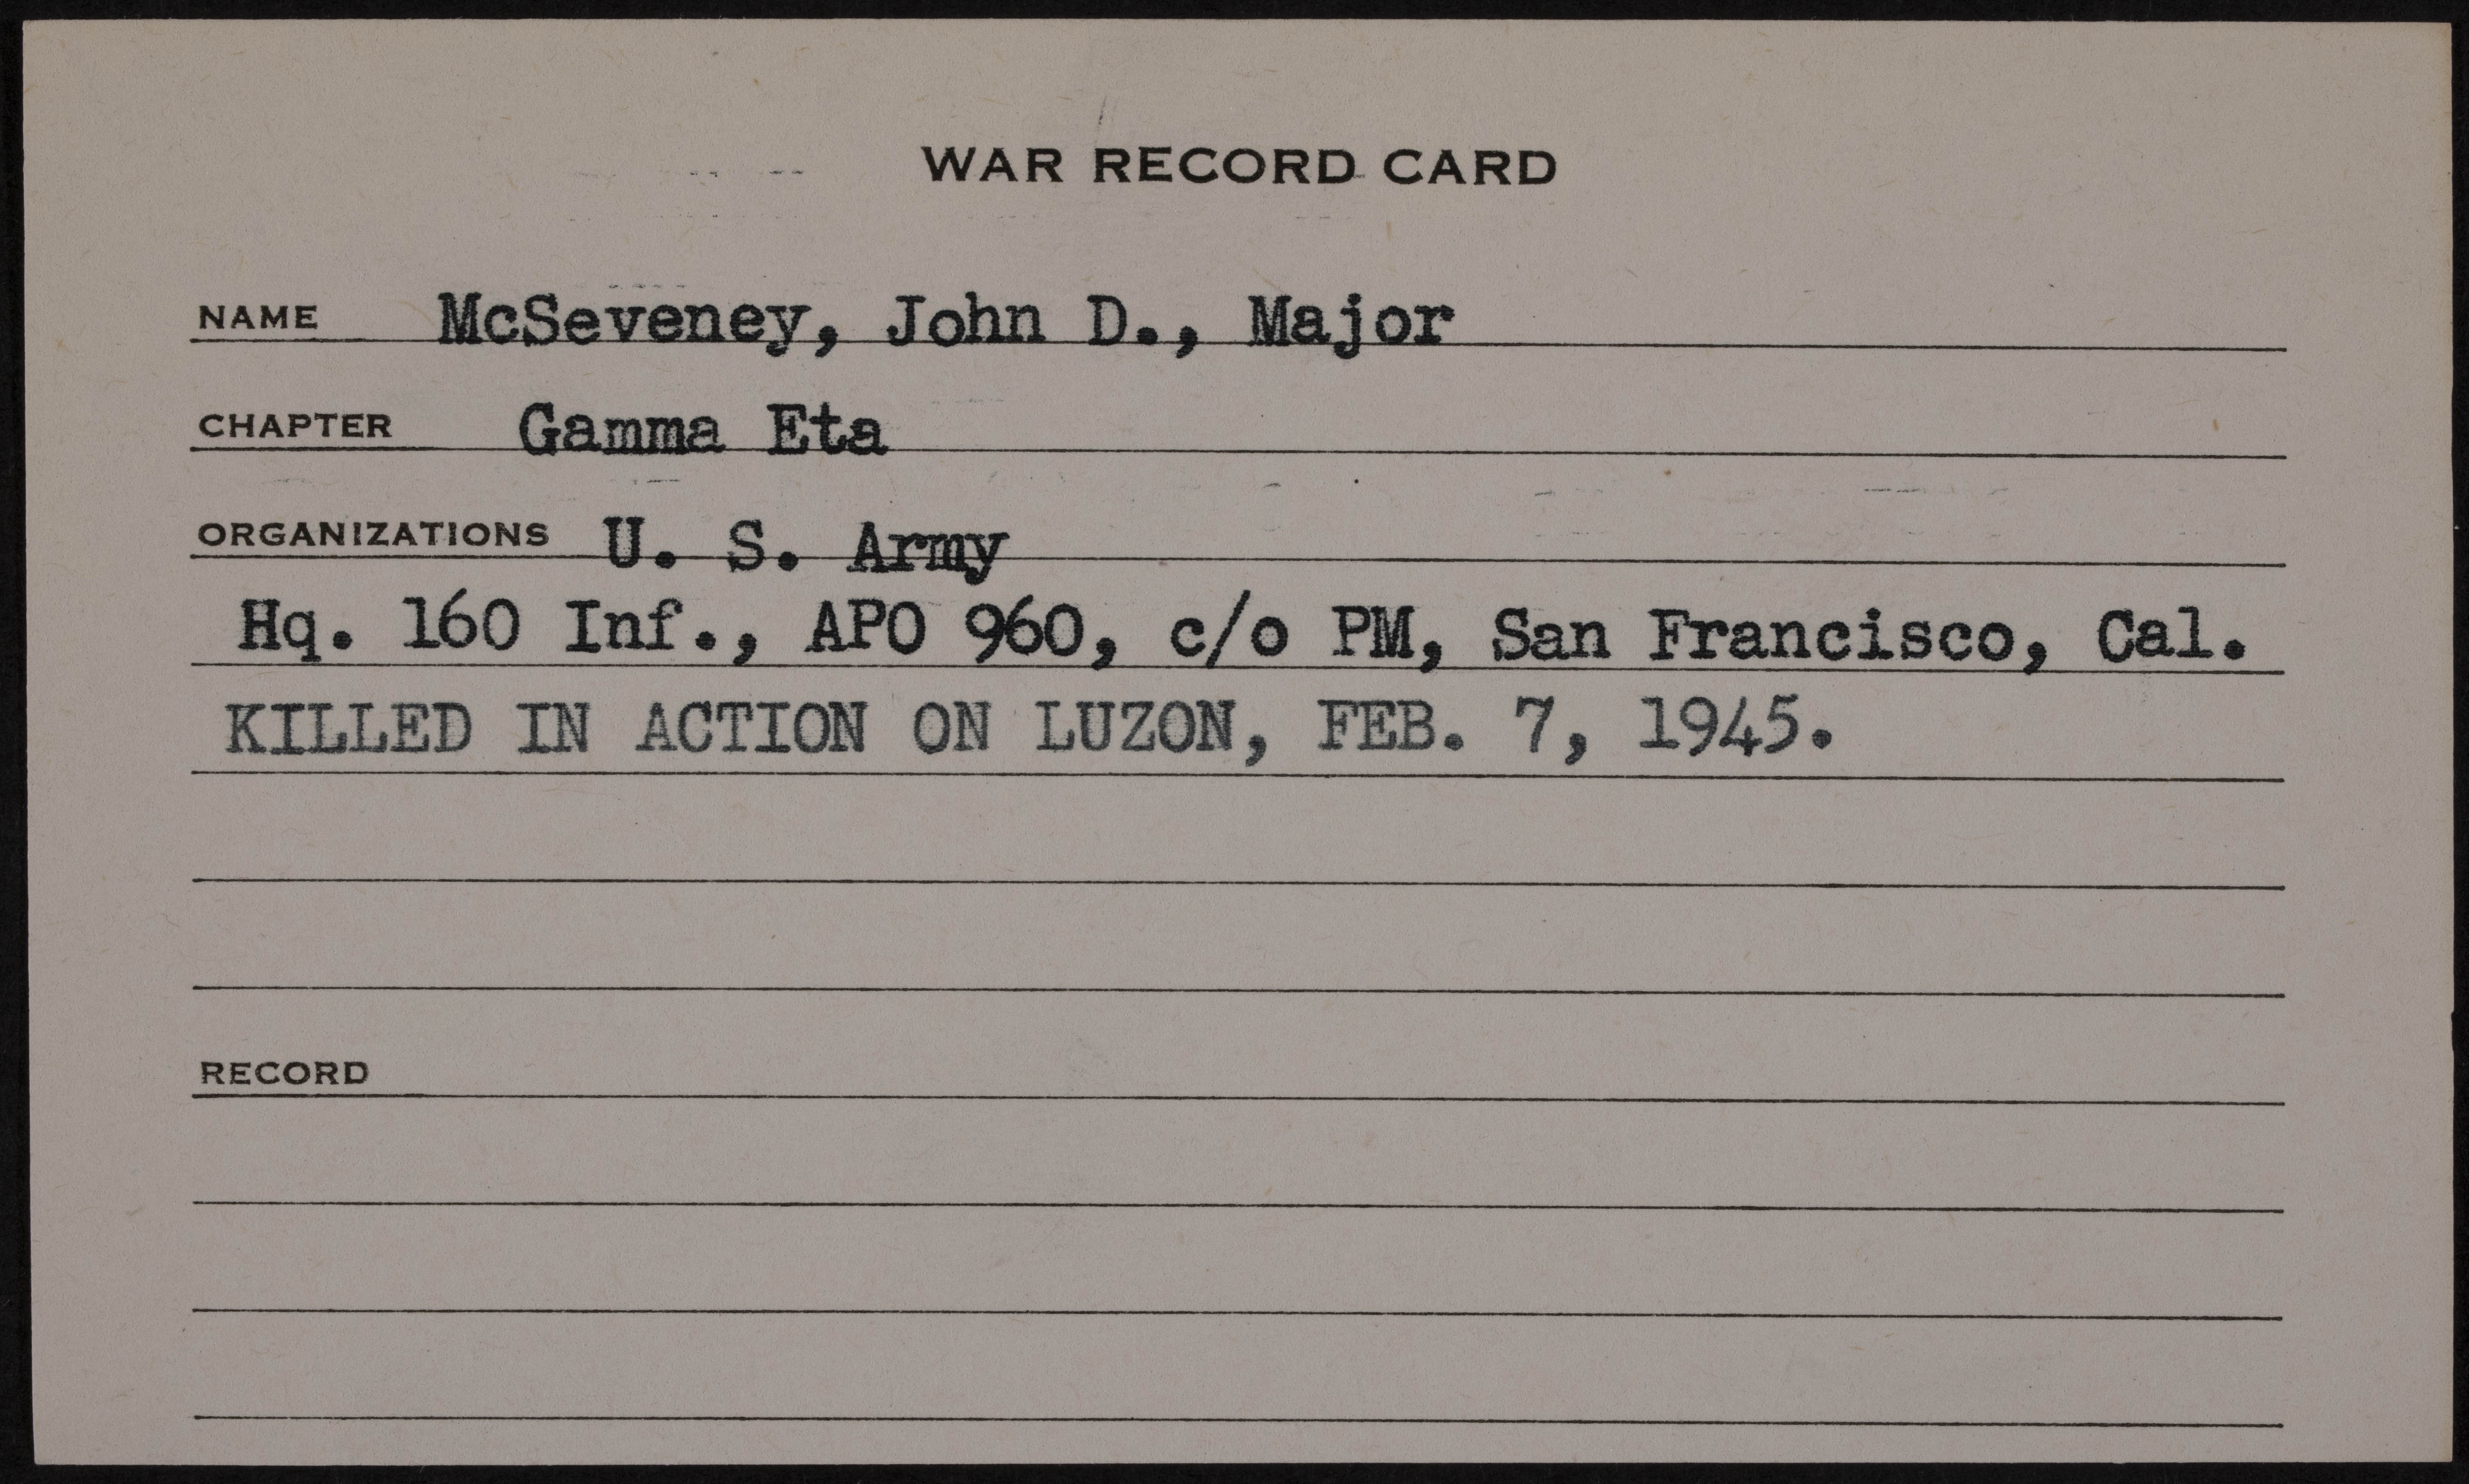 WAR RECORD CARD
NAME McSeveney, John D., Major
CHAPTER Gamma Eta
ORGANIZATIONS U. S. Army
Hq. 160 Inf., APO 960, c/o PM, San Francisco, Cal.
KILLED IN ACTION ON LUZON, FEB. 7, 1945.
RECORD